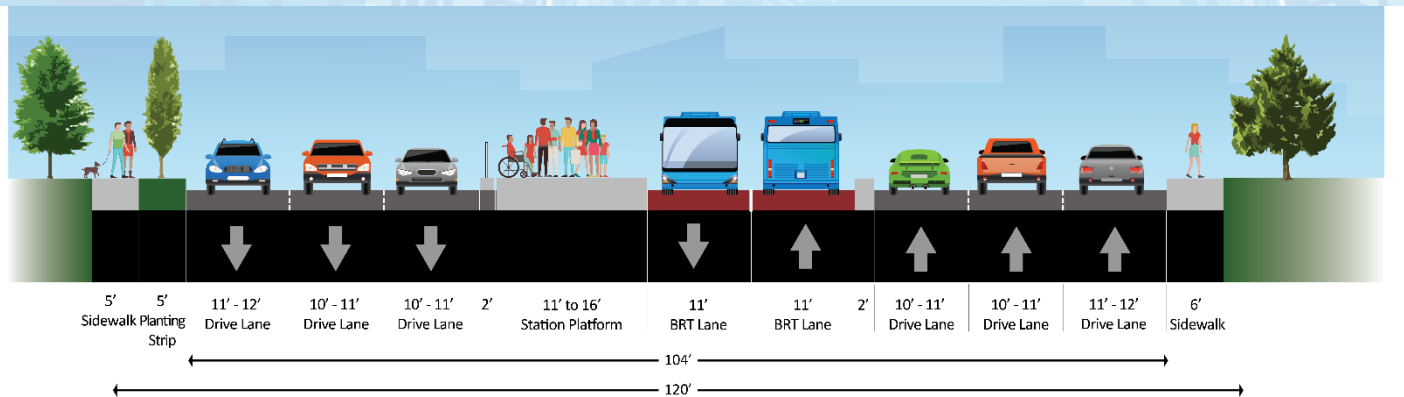 5' 5' 11' - 12' 10' - 11' 10' - 11' 2' 11' to 16' 11' 11' 2' 10' - 11' 10' - 11' 11' - 12' 6'
Sidewalk Planting Drive Lane Drive Lane Drive Lane Station Platform BRT Lane BRT Lane Drive Lane Drive Lane Drive Lane Sidewalk
Strip
104'
120'